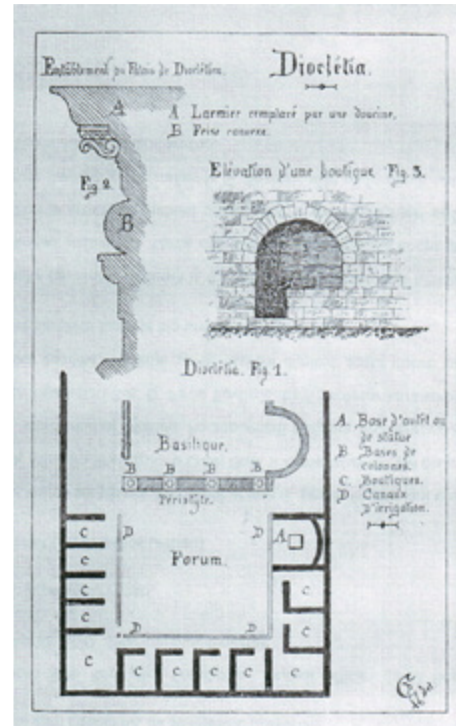 Entablement du Palais de Dioclétien.
Dioclétia.
A Larmier remplacé par une doucine.
B Frise convexe.
A
Fig. 2.
B
Elévation d'une boutique. Fig. 3.
Dioclétia. Fig. 1.
Basilique.
B B B B
Péristyle.
A. Base d'autel ou
de statue
B Bases de
colonnes.
C. Boutiques.
D Canaux
d'irrigation.
D D
A
Forum.
C
C
C
C
C
C
C
D D
C C C C C C